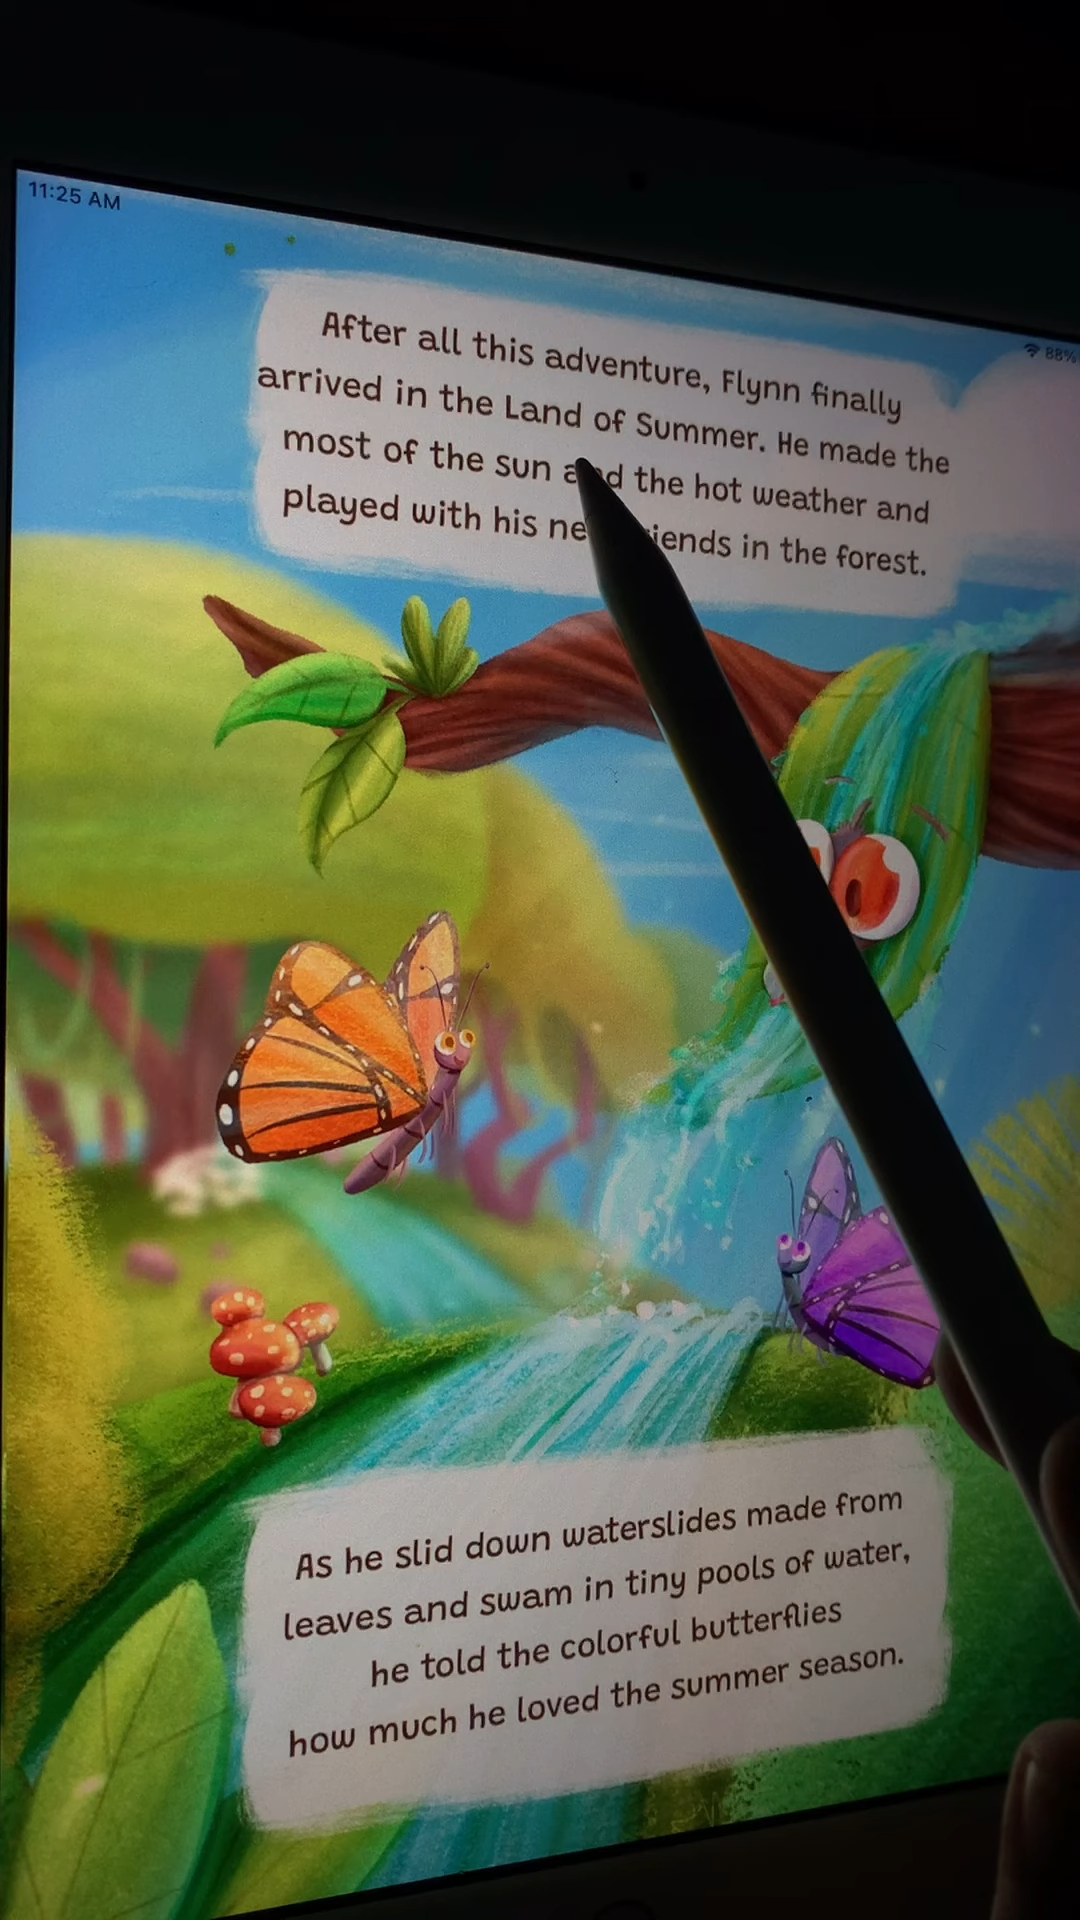 11:25 AM
88%
After all this adventure, Flynn finally
arrived in the Land of Summer. He made the
most of the sun and the hot weather and
played with his in the forest.
As he slid down waterslides made from
leaves and swam in tiny pools of water,
he told the colorful butterflies
how much he loved the summer season.